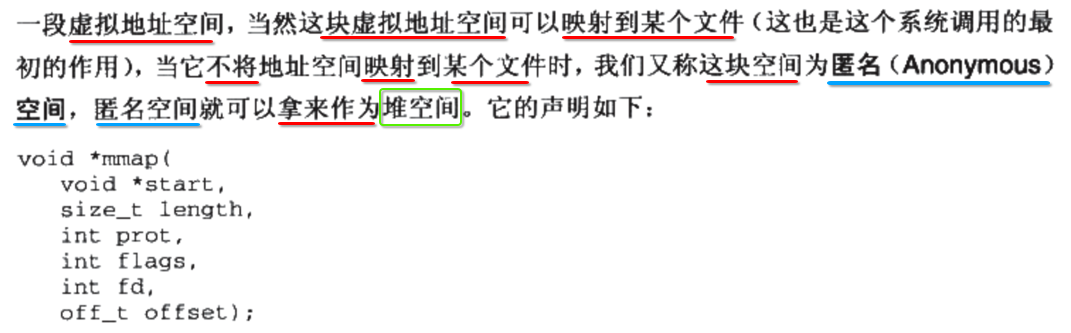 一段虚拟地址空间，当然这块虚拟地址空间可以映射到某个文件（这也是这个系统调用的最
初的作用），当它不将地址空间映射到某个文件时，我们又称这块空间为匿名（Anonymous）
空间，匿名空间就可以拿来作为堆空间。它的声明如下：
void *mmap(
void *start,
size_t length,
int prot,
int flags,
int fd,
off_t offset);